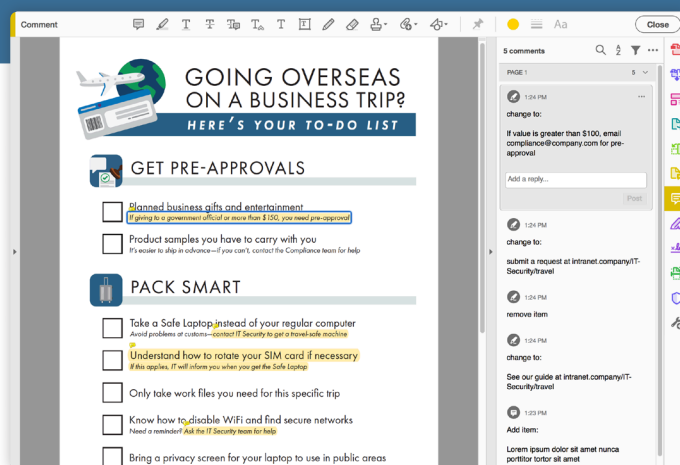 Comment
Aa
Close
GOING OVERSEAS
ON A BUSINESS TRIP?
HERE'S YOUR TO-DO LIST
GET PRE-APPROVALS
Planned business gifts and entertainment
If giving to a government official or more than $150, you need pre-approval
Product samples you have to carry with you
It's easier to ship in advance—if you can't, contact the Compliance team for help
PACK SMART
Take a Safe Laptop instead of your regular computer
Avoid problems at customs—contact IT Security to get a travel-safe machine
Understand how to rotate your SIM card if necessary
If this applies, IT will inform you when you get the Safe Laptop
Only take work files you need for this specific trip
Know how to disable WiFi and find secure networks
Need a reminder? Ask the IT Security team for help
Bring a privacy screen for your laptop to use in public areas
5 comments
PAGE 1
5
1:24 PM
change to:
If value is greater than $100, email
compliance@company.com for pre-
approval
Add a reply...
Post
1:24 PM
change to:
submit a request at intranet.company/IT-
Security/travel
1:24 PM
remove item
1:24 PM
change to:
See our guide at intranet.company/IT-
Security/travel
1:23 PM
Add item:
Lorem ipsum dolor sit amet nunca
porttitor tortor sit amet